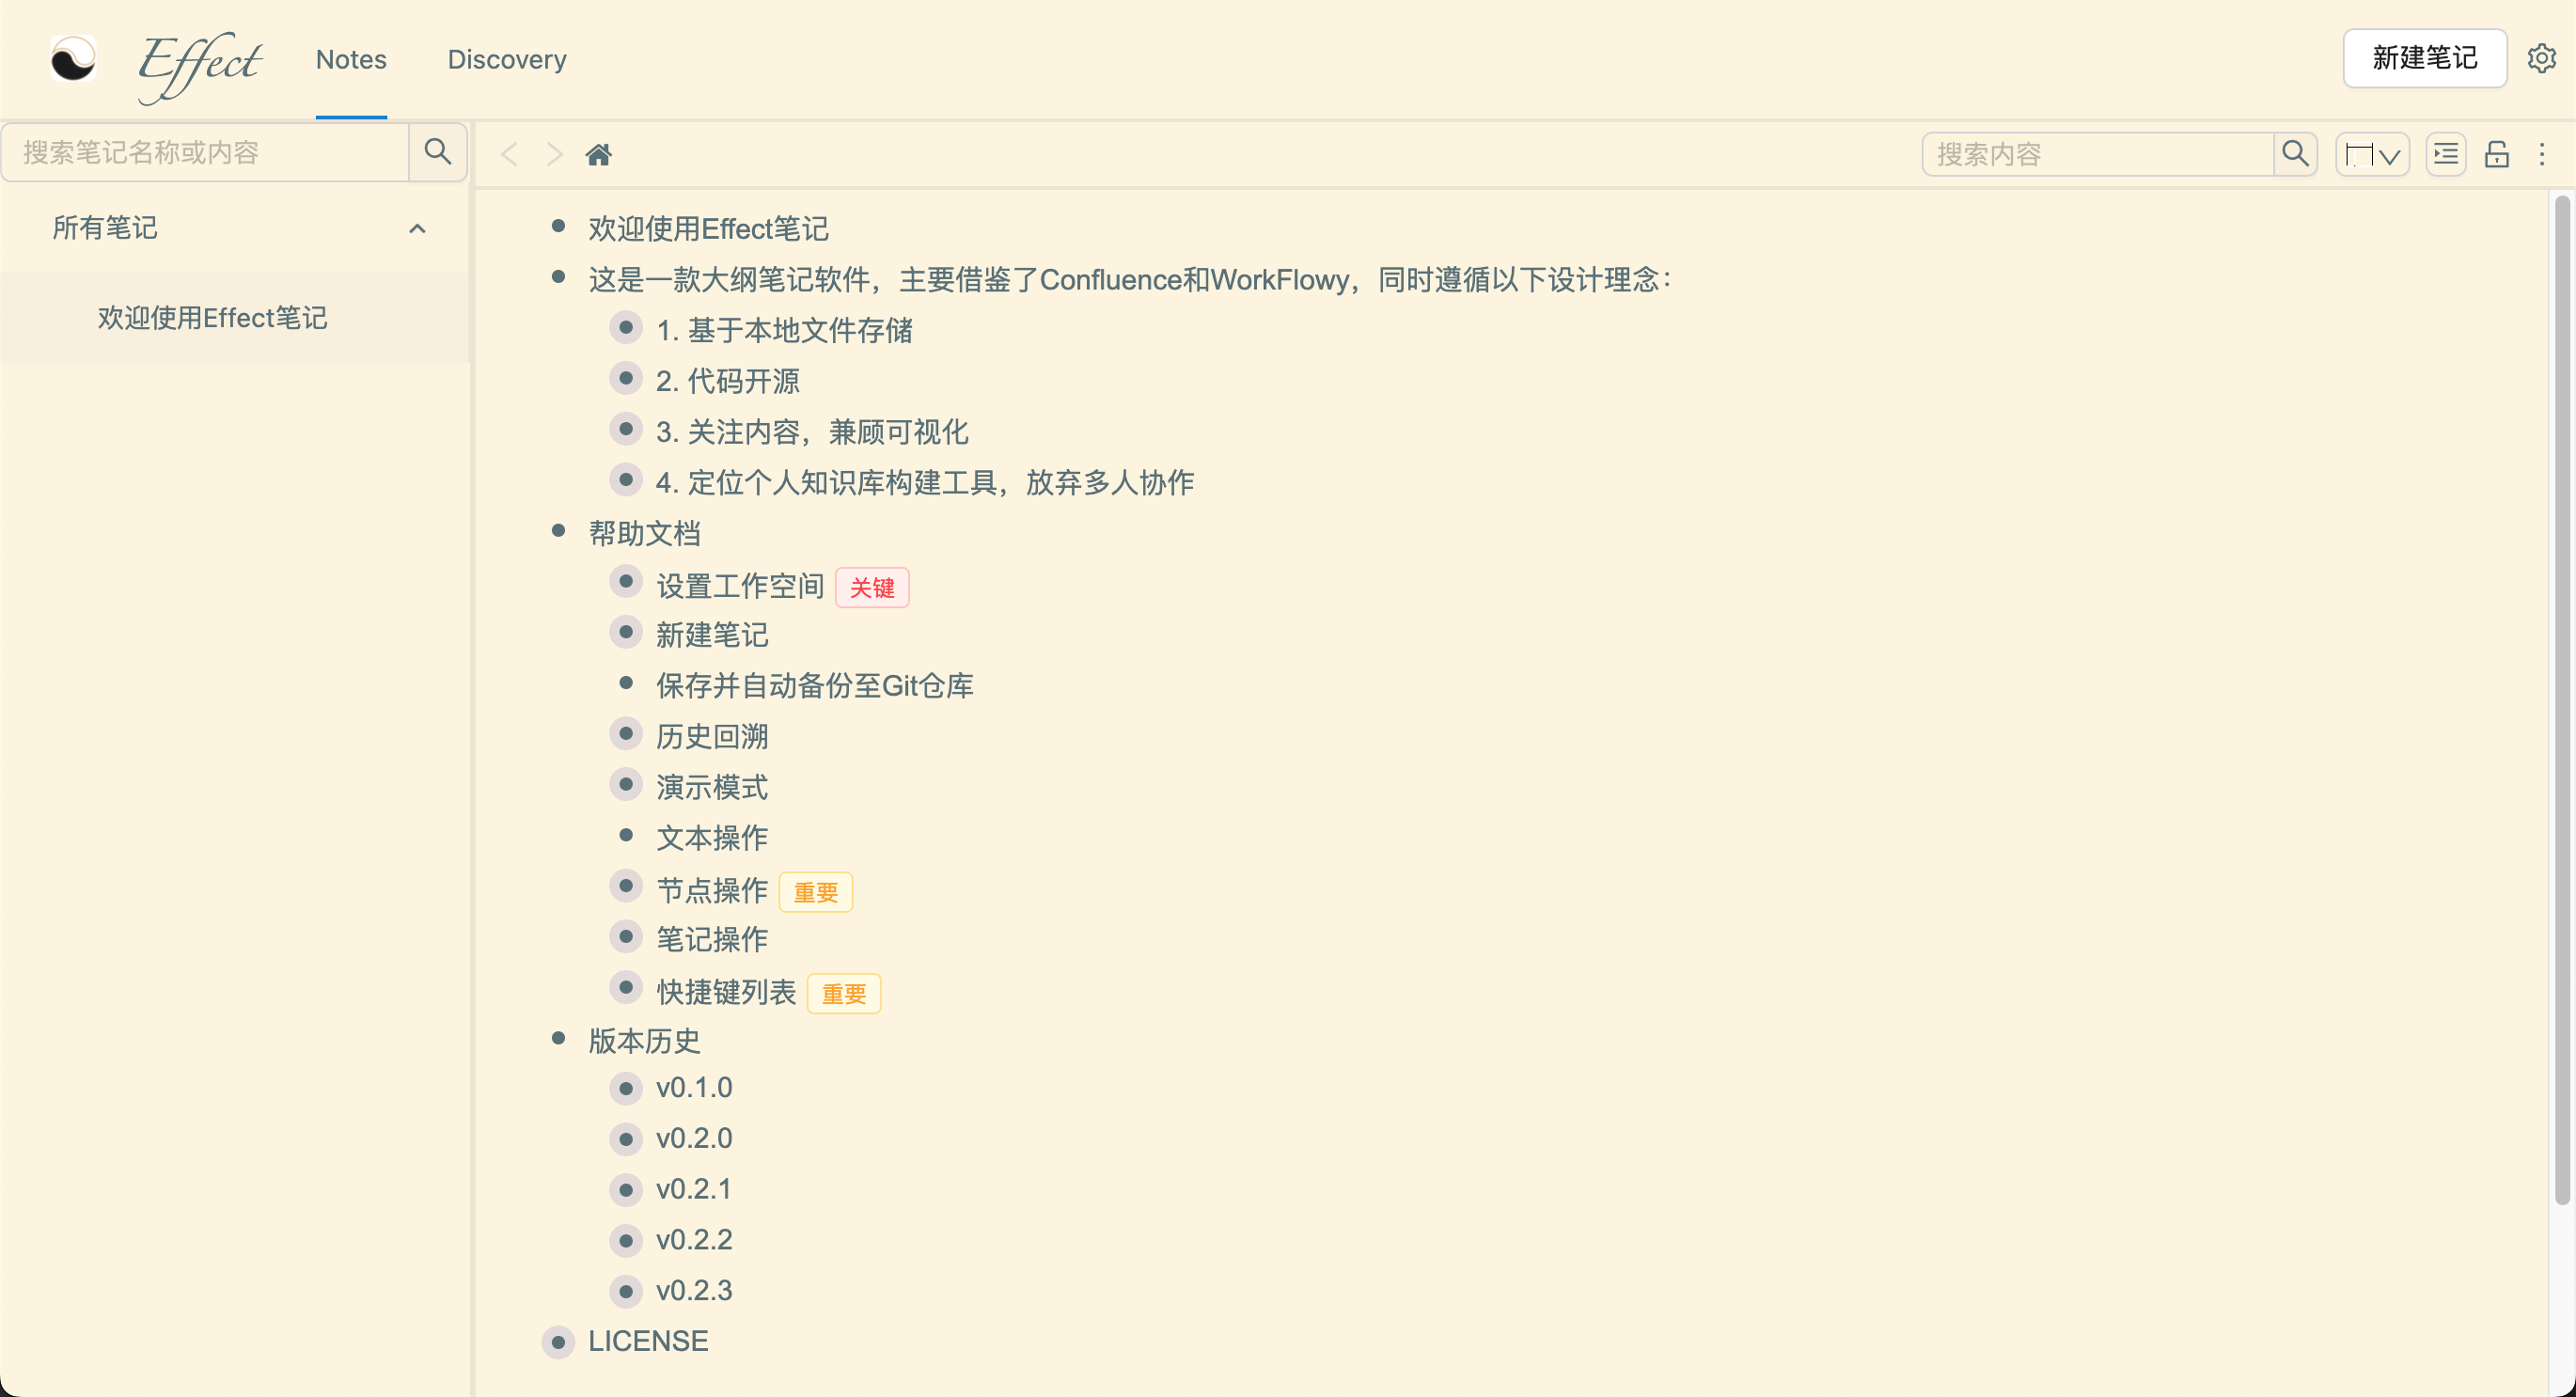 Effect
Notes
Discovery
新建笔记
搜索笔记名称或内容
搜索内容
所有笔记
欢迎使用Effect笔记
欢迎使用Effect笔记
这是一款大纲笔记软件，主要借鉴了Confluence和WorkFlowy，同时遵循以下设计理念：
1. 基于本地文件存储
2. 代码开源
3. 关注内容，兼顾可视化
4. 定位个人知识库构建工具，放弃多人协作
帮助文档
设置工作空间 关键
新建笔记
保存并自动备份至Git仓库
历史回溯
演示模式
文本操作
节点操作 重要
笔记操作
快捷键列表 重要
版本历史
v0.1.0
v0.2.0
v0.2.1
v0.2.2
v0.2.3
LICENSE